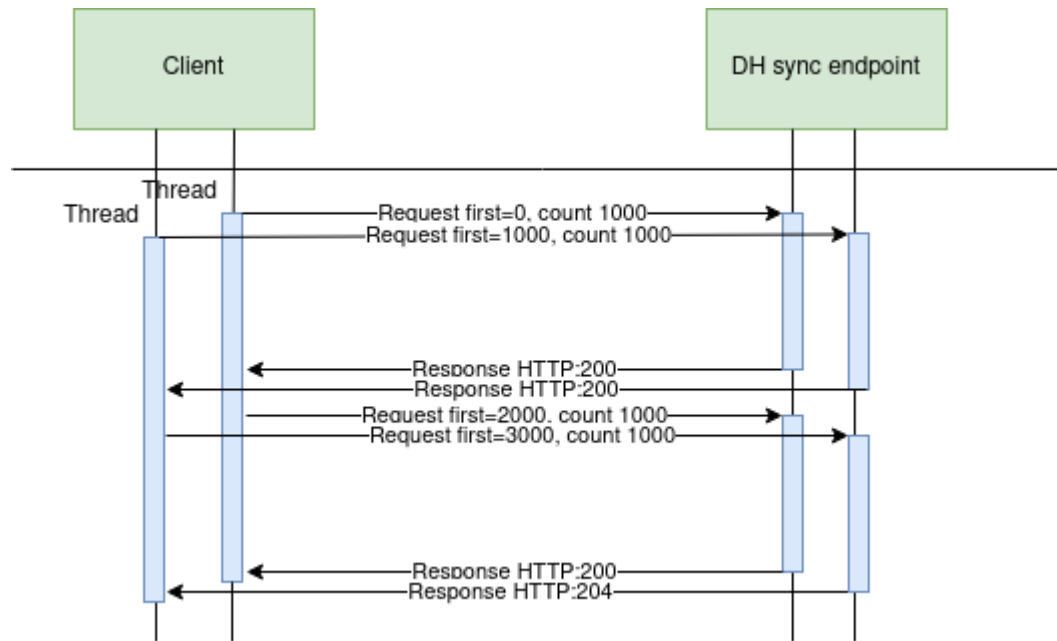 Client
DH sync endpoint
Thread
Thread
Request first=0, count 1000
Request first=1000, count 1000
Response HTTP:200
Response HTTP:200
Request first=2000, count 1000
Request first=3000, count 1000
Response HTTP:200
Response HTTP:204